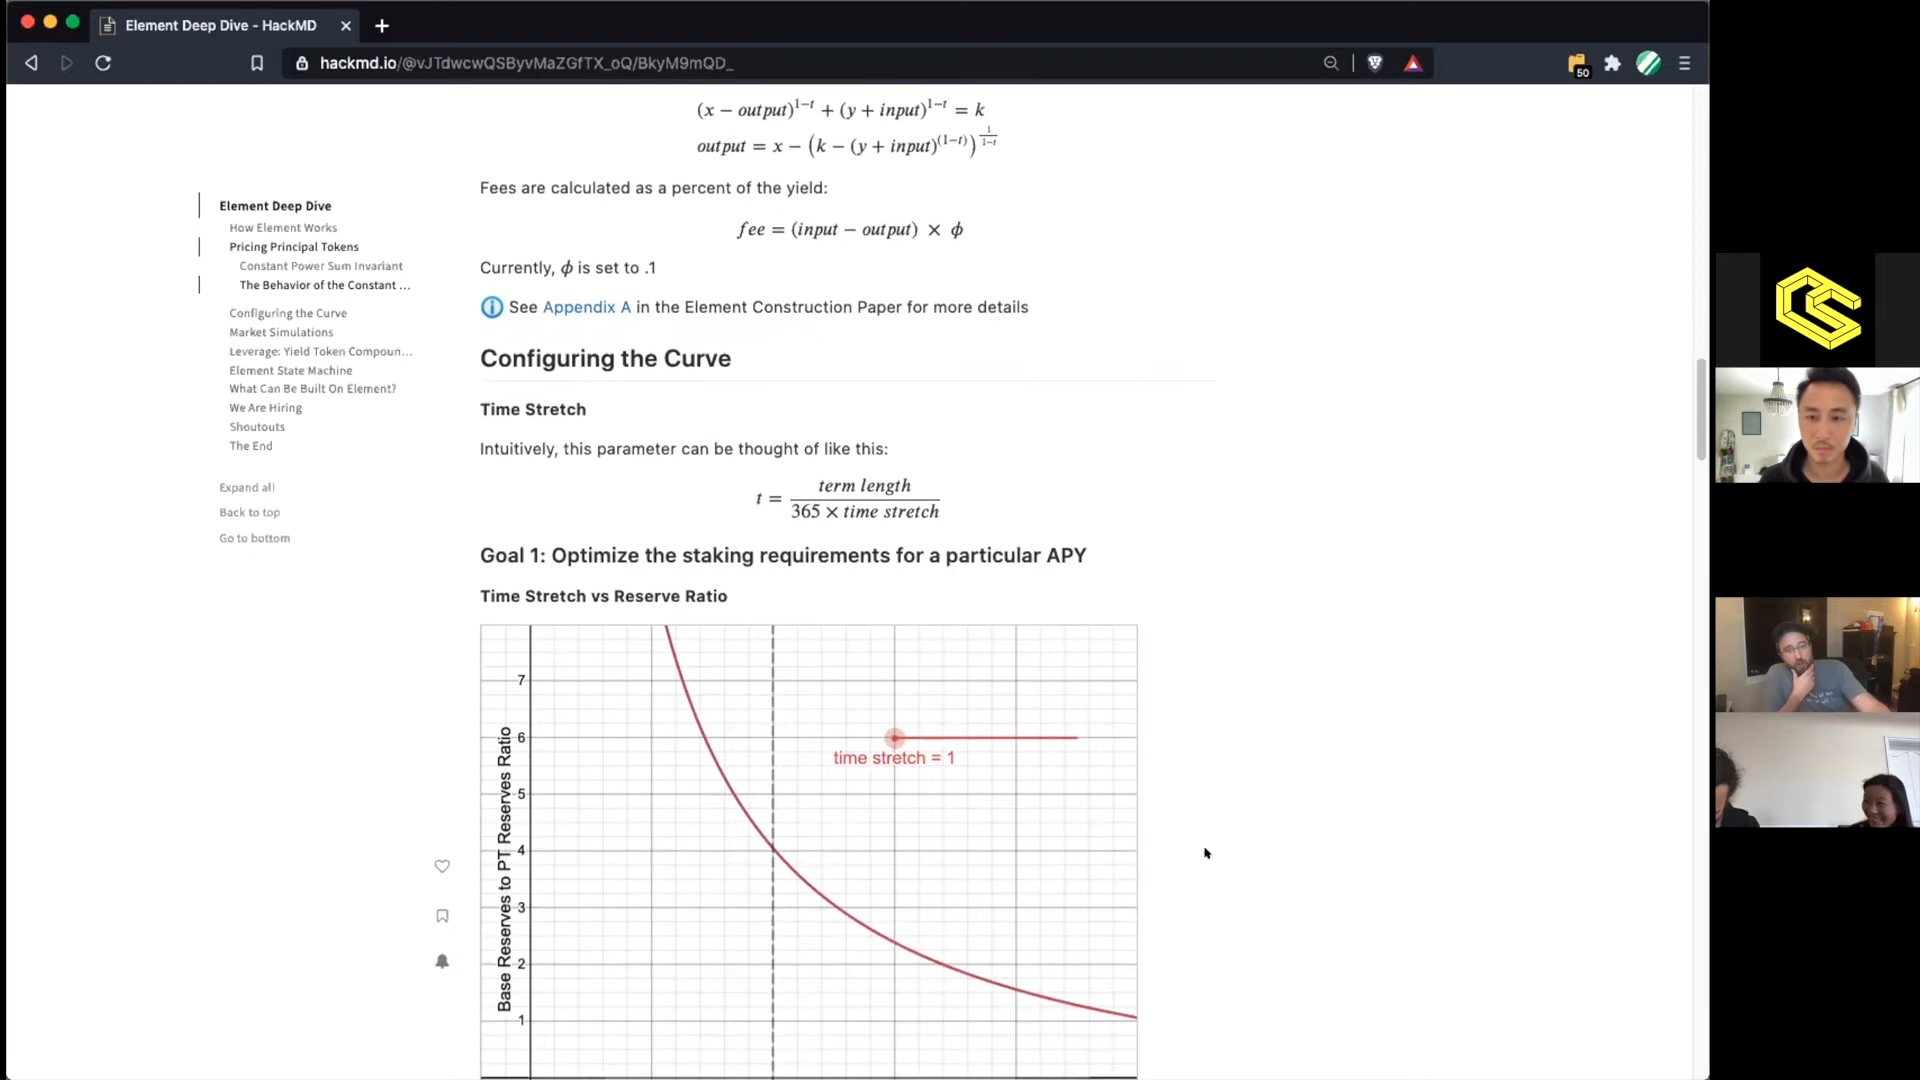 Element Deep Dive - HackMD
hackmd.io/@vJTdwcwQSByvMaZGfTX_oQ/BkyM9mQD_
50
(x − output)^{1−t} + (y + input)^{1−t} = k
output = x − (k − (y + input)^{(1−t)})^{\frac{1}{1−t}}
Fees are calculated as a percent of the yield:
fee = (input − output) × ϕ
Currently, ϕ is set to .1
See Appendix A in the Element Construction Paper for more details
Element Deep Dive
How Element Works
Pricing Principal Tokens
Constant Power Sum Invariant
The Behavior of the Constant ...
Configuring the Curve
Market Simulations
Leverage: Yield Token Compoun...
Element State Machine
What Can Be Built On Element?
We Are Hiring
Shoutouts
The End
Expand all
Back to top
Go to bottom
Configuring the Curve
Time Stretch
Intuitively, this parameter can be thought of like this:
t = \frac{term length}{365 × time stretch}
Goal 1: Optimize the staking requirements for a particular APY
Time Stretch vs Reserve Ratio
Base Reserves to PT Reserves Ratio
7
6
5
4
3
2
1
time stretch = 1